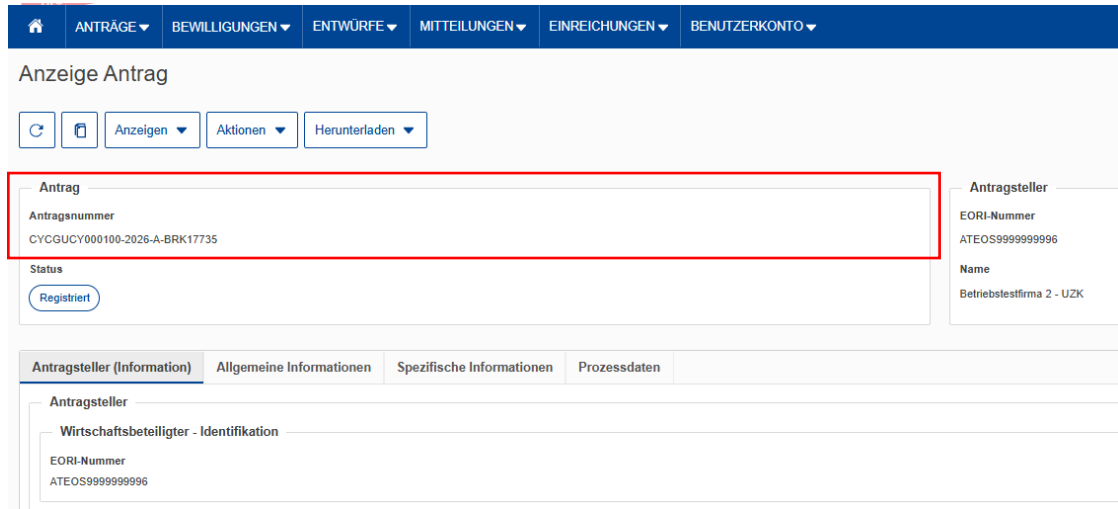 ANTRÄGE BEWILLIGUNGEN ENTWÜRFE MITTEILUNGEN EINREICHUNGEN BENUTZERKONTO
Anzeige Antrag
Anzeigen Aktionen Herunterladen
Antrag
Antragsnummer
CYCGUCY000100-2026-A-BRK17735
Status
Registriert
Antragsteller
EORI-Nummer
ATEOS9999999996
Name
Betriebstestfirma 2 - UZK
Antragsteller (Information) Allgemeine Informationen Spezifische Informationen Prozessdaten
Antragsteller
Wirtschaftsbeteiligter - Identifikation
EORI-Nummer
ATEOS9999999996